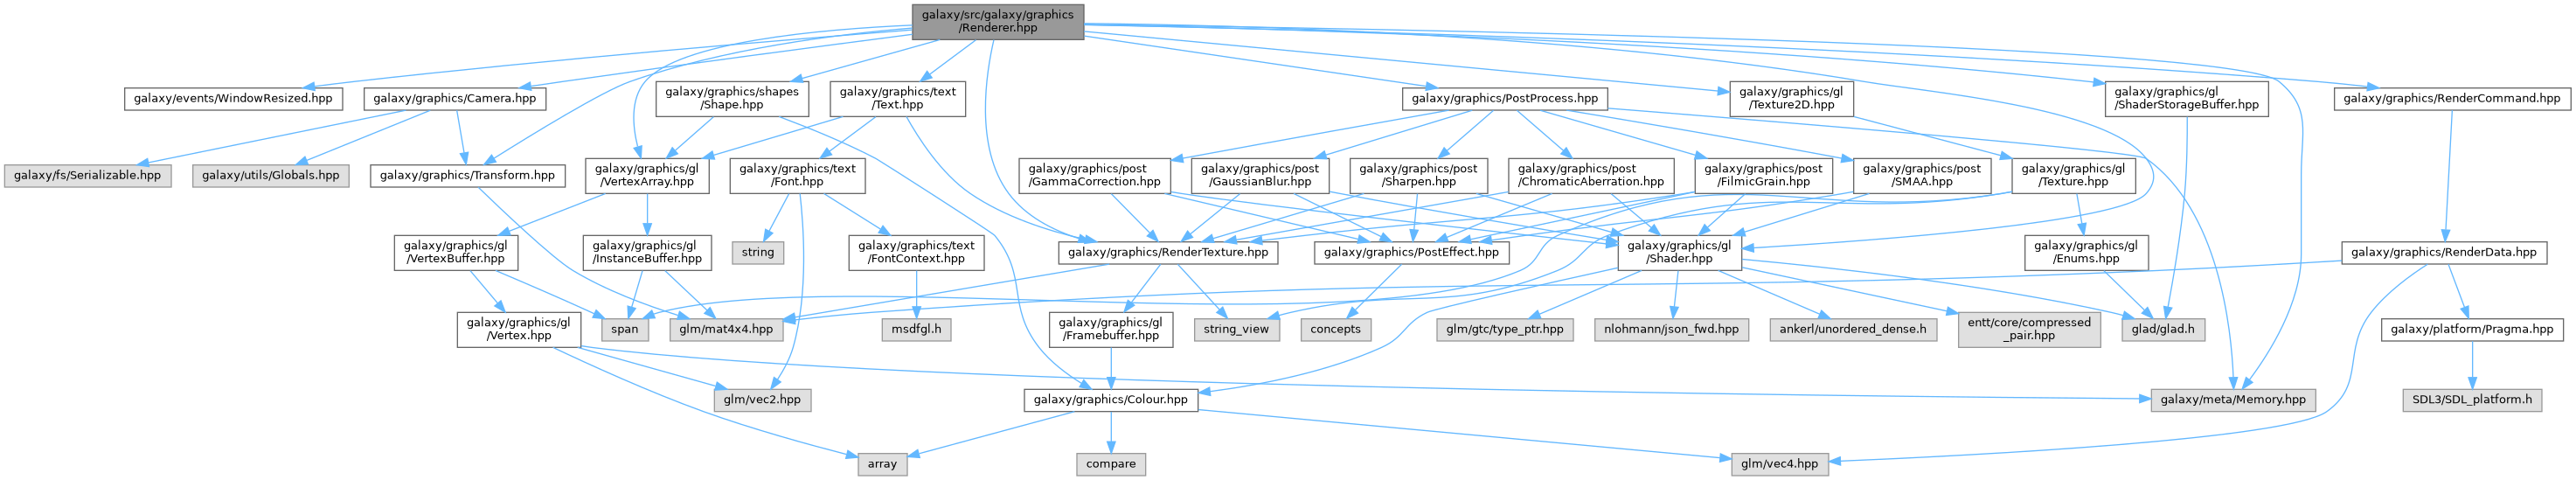 galaxy/src/galaxy/graphics
/Renderer.hpp
galaxy/events/WindowResized.hpp
galaxy/graphics/Camera.hpp
galaxy/graphics/shapes
/Shape.hpp
galaxy/graphics/text
/Text.hpp
galaxy/graphics/PostProcess.hpp
galaxy/graphics/gl
/Texture2D.hpp
galaxy/graphics/gl
/ShaderStorageBuffer.hpp
galaxy/graphics/RenderCommand.hpp
galaxy/fs/Serializable.hpp
galaxy/utils/Globals.hpp
galaxy/graphics/Transform.hpp
galaxy/graphics/gl
/VertexArray.hpp
galaxy/graphics/text
/Font.hpp
galaxy/graphics/post
/GammaCorrection.hpp
galaxy/graphics/post
/GaussianBlur.hpp
galaxy/graphics/post
/Sharpen.hpp
galaxy/graphics/post
/ChromaticAberration.hpp
galaxy/graphics/post
/FilmicGrain.hpp
galaxy/graphics/post
/SMAA.hpp
galaxy/graphics/gl
/Texture.hpp
galaxy/graphics/gl
/VertexBuffer.hpp
galaxy/graphics/gl
/InstanceBuffer.hpp
string
galaxy/graphics/text
/FontContext.hpp
galaxy/graphics/RenderTexture.hpp
galaxy/graphics/PostEffect.hpp
galaxy/graphics/gl
/Shader.hpp
galaxy/graphics/gl
/Enums.hpp
galaxy/graphics/RenderData.hpp
galaxy/graphics/gl
/Vertex.hpp
span
glm/mat4x4.hpp
msdfgl.h
galaxy/graphics/gl
/Framebuffer.hpp
string_view
concepts
glm/gtc/type_ptr.hpp
nlohmann/json_fwd.hpp
ankerl/unordered_dense.h
entt/core/compressed
_pair.hpp
glad/glad.h
galaxy/platform/Pragma.hpp
glm/vec2.hpp
galaxy/graphics/Colour.hpp
galaxy/meta/Memory.hpp
SDL3/SDL_platform.h
array
compare
glm/vec4.hpp